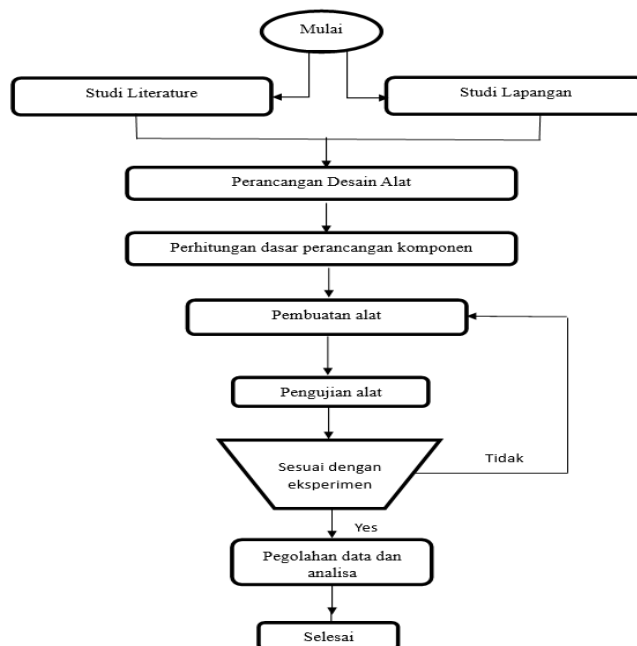 Mulai
Studi Literature
Studi Lapangan
Perancangan Desain Alat
Perhitungan dasar perancangan komponen
Pembuatan alat
Pengujian alat
Sesuai dengan
eksperimen
Tidak
Yes
Pegolahan data dan
analisa
Selesai